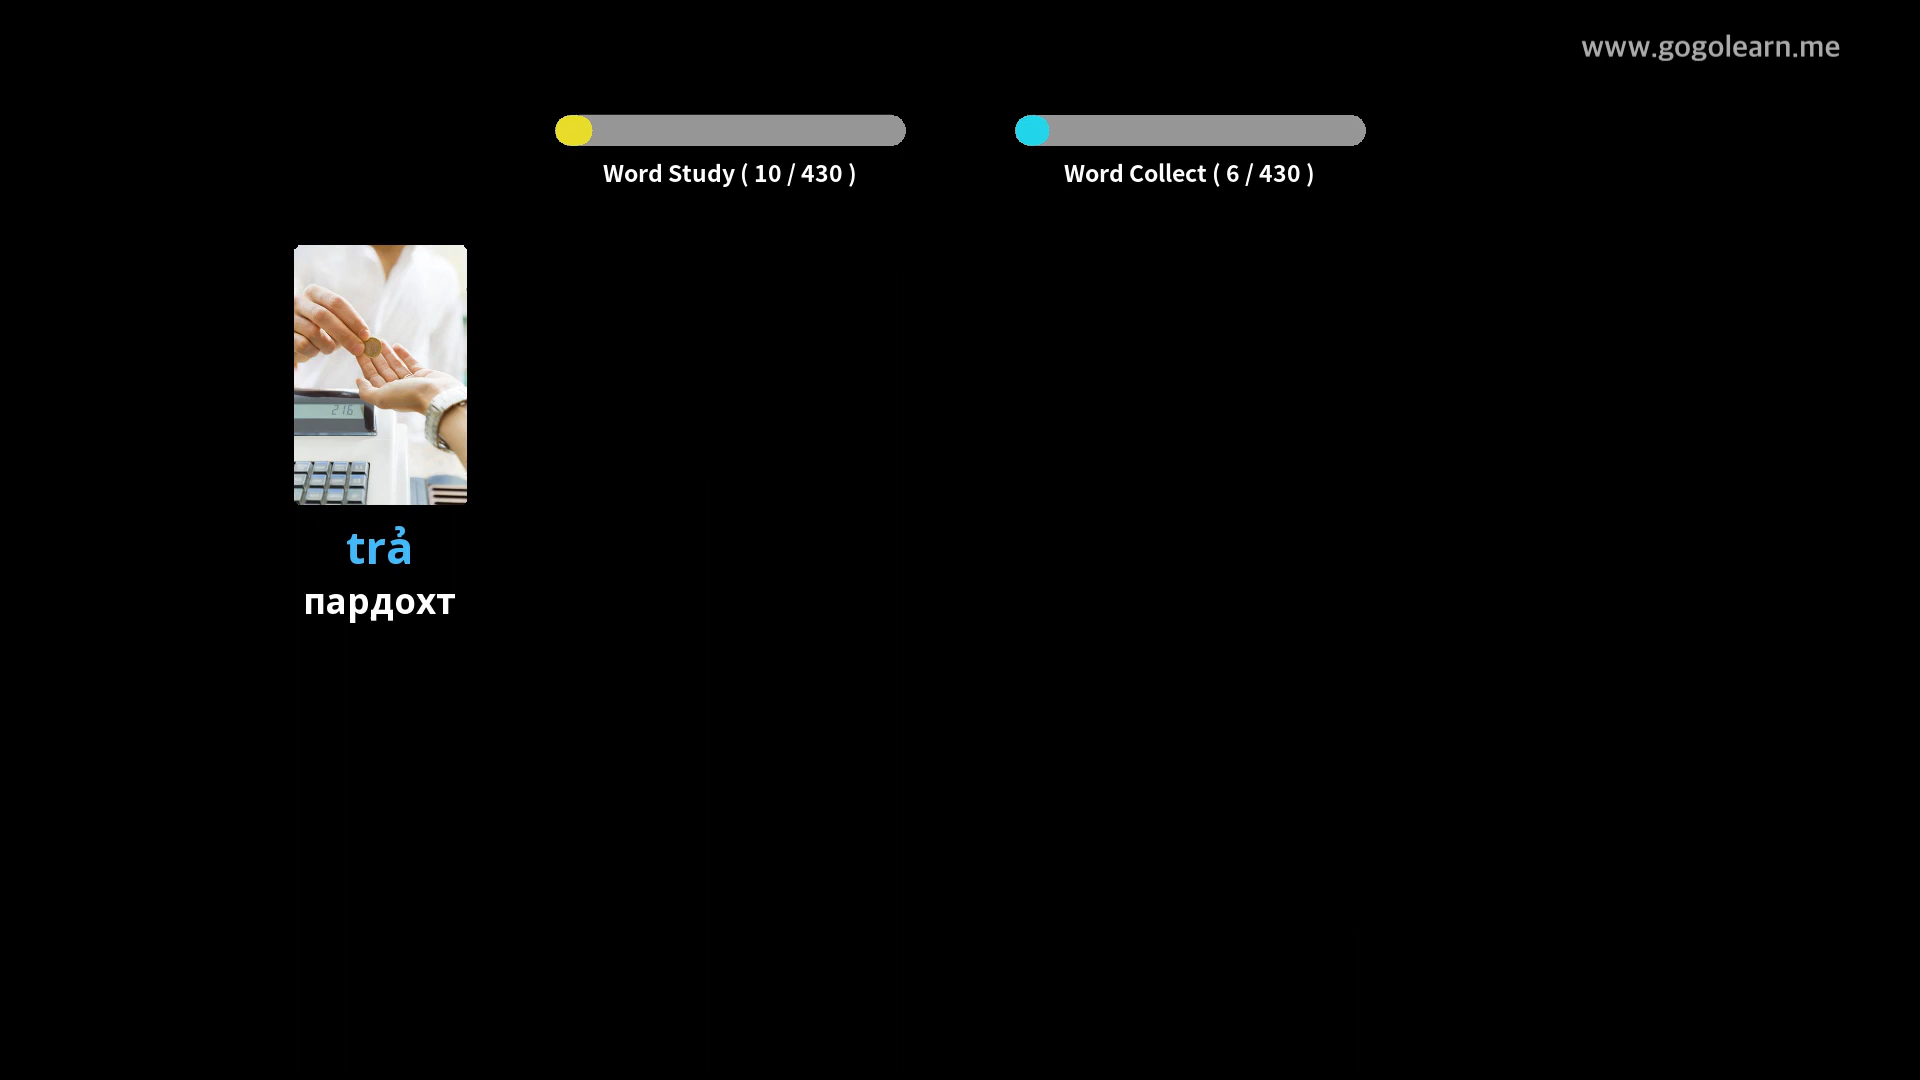 www.gogolearn.me
Word Study ( 10 / 430 )
Word Collect ( 6 / 430 )
216
trả
пардохт